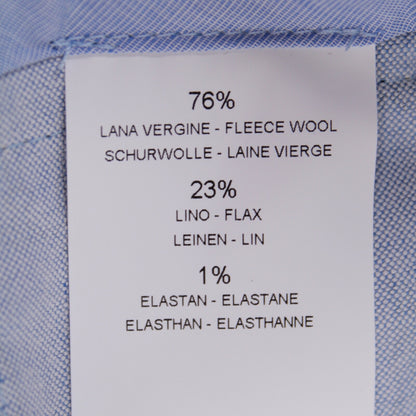 76%
LANA VERGINE - FLEECE WOOL
SCHURWOLLE - LAINE VIERGE
23%
LINO - FLAX
LEINEN - LIN
1%
ELASTAN - ELASTANE
ELASTHAN - ELASTHANNE